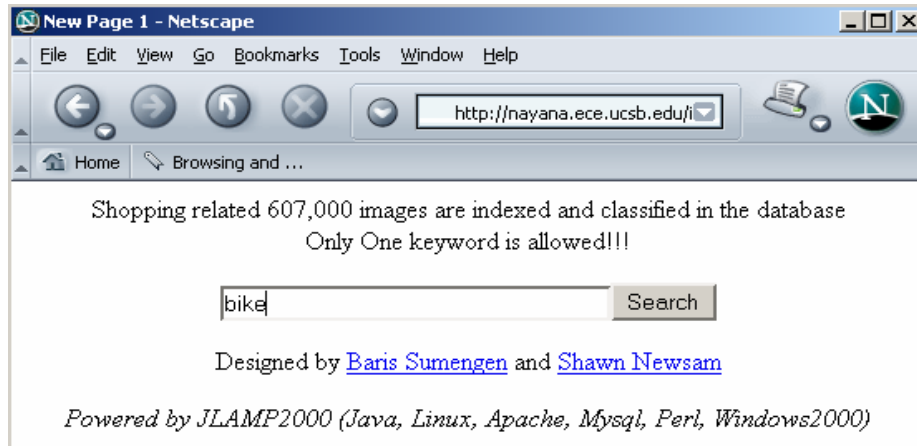 New Page 1 - Netscape
File Edit View Go Bookmarks Tools Window Help
http://nayana.ece.ucsb.edu/i
N
Home Browsing and ...
Shopping related 607,000 images are indexed and classified in the database
Only One keyword is allowed!!!
bike Search
Designed by Baris Sumengen and Shawn Newsam
Powered by JLAMP2000 (Java, Linux, Apache, Mysql, Perl, Windows2000)